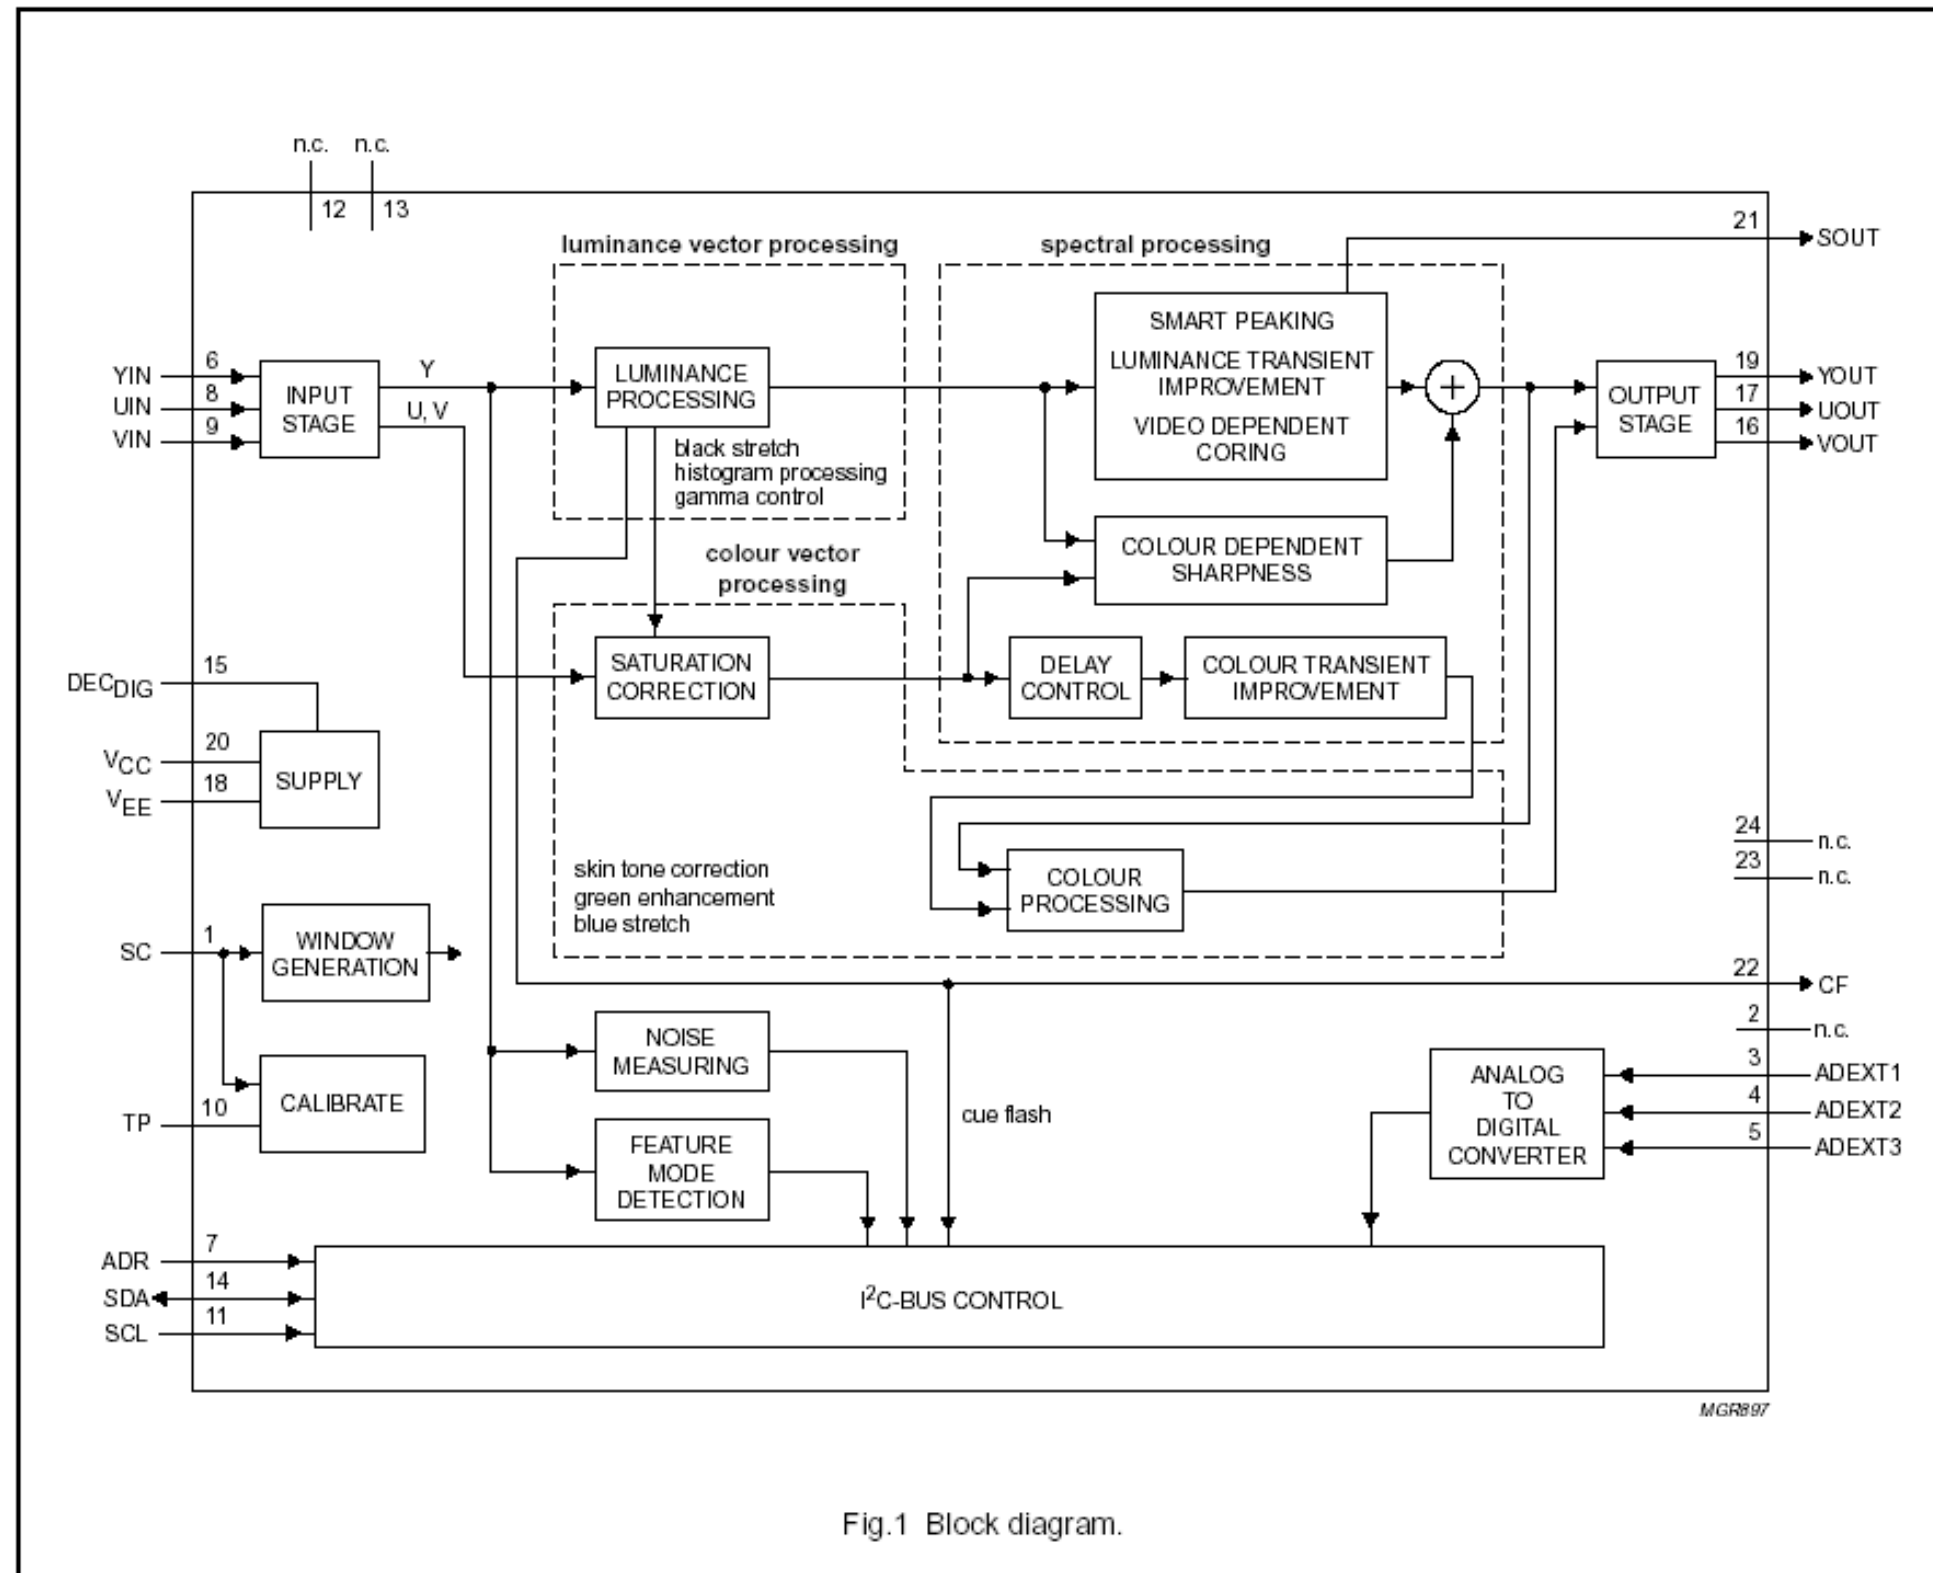 n.c. n.c.
12 13
21
SOUT
luminance vector processing
spectral processing
SMART PEAKING
LUMINANCE TRANSIENT
IMPROVEMENT
VIDEO DEPENDENT
CORING
YIN
6
UIN
8
VIN
9
INPUT
STAGE
Y
U, V
LUMINANCE
PROCESSING
black stretch
histogram processing
gamma control
+
OUTPUT
STAGE
19
YOUT
17
UOUT
16
VOUT
COLOUR DEPENDENT
SHARPNESS
colour vector
processing
SATURATION
CORRECTION
DELAY
CONTROL
COLOUR TRANSIENT
IMPROVEMENT
15
DECDIG
20
VCC
18
VEE
SUPPLY
skin tone correction
green enhancement
blue stretch
COLOUR
PROCESSING
24
n.c.
23
n.c.
SC
1
WINDOW
GENERATION
22
CF
2
n.c.
NOISE
MEASURING
CALIBRATE
10
TP
cue flash
ANALOG
TO
DIGITAL
CONVERTER
3
ADEXT1
4
ADEXT2
5
ADEXT3
FEATURE
MODE
DETECTION
ADR
7
SDA
14
SCL
11
I2C-BUS CONTROL
MGR897
Fig.1 Block diagram.